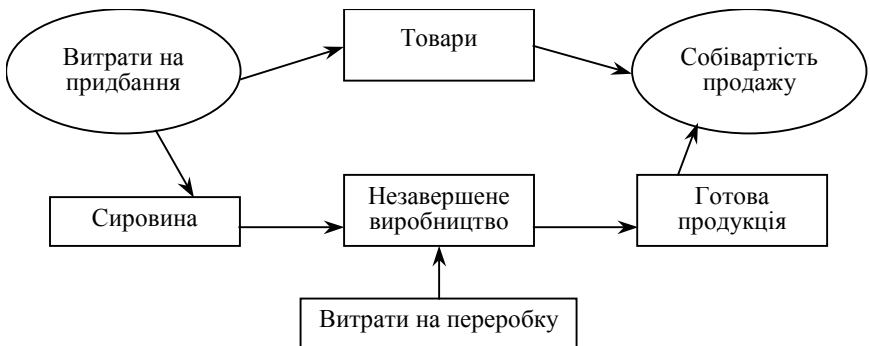 Витрати на
придбання
Товари
Собівартість
продажу
Сировина
Незавершене
виробництво
Готова
продукція
Витрати на переробку